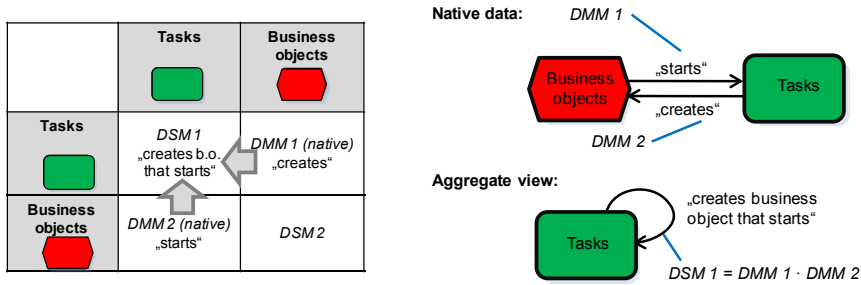 Tasks
Business
objects
Tasks
DSM 1
„creates b.o.
that starts“
DMM 1 (native)
„creates“
Business
objects
DMM 2 (native)
„starts“
DSM 2
Native data:
DMM 1
Business
objects
„starts“
„creates“
Tasks
DMM 2
Aggregate view:
Tasks
„creates business
object that starts“
DSM 1 = DMM 1 · DMM 2